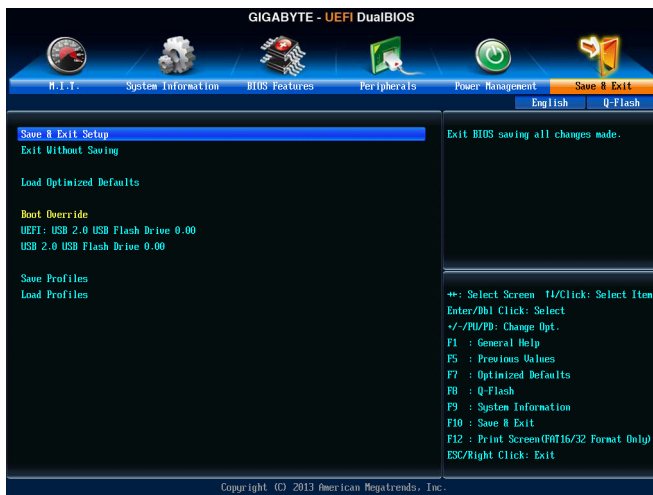 GIGABYTE - UEFI DualBIOS
M.I.T. System Information BIOS Features Peripherals Power Management Save & Exit
English Q-Flash
Save & Exit Setup
Exit Without Saving
Load Optimized Defaults
Boot Override
UEFI: USB 2.0 USB Flash Drive 0.00
USB 2.0 USB Flash Drive 0.00
Save Profiles
Load Profiles
Exit BIOS saving all changes made.
→←: Select Screen ↑↓/Click: Select Item
Enter/Dbl Click: Select
+/-/PU/PD: Change Opt.
F1 : General Help
F5 : Previous Values
F7 : Optimized Defaults
F8 : Q-Flash
F9 : System Information
F10 : Save & Exit
F12 : Print Screen(FAT16/32 Format Only)
ESC/Right Click: Exit
Copyright (C) 2013 American Megatrends, Inc.